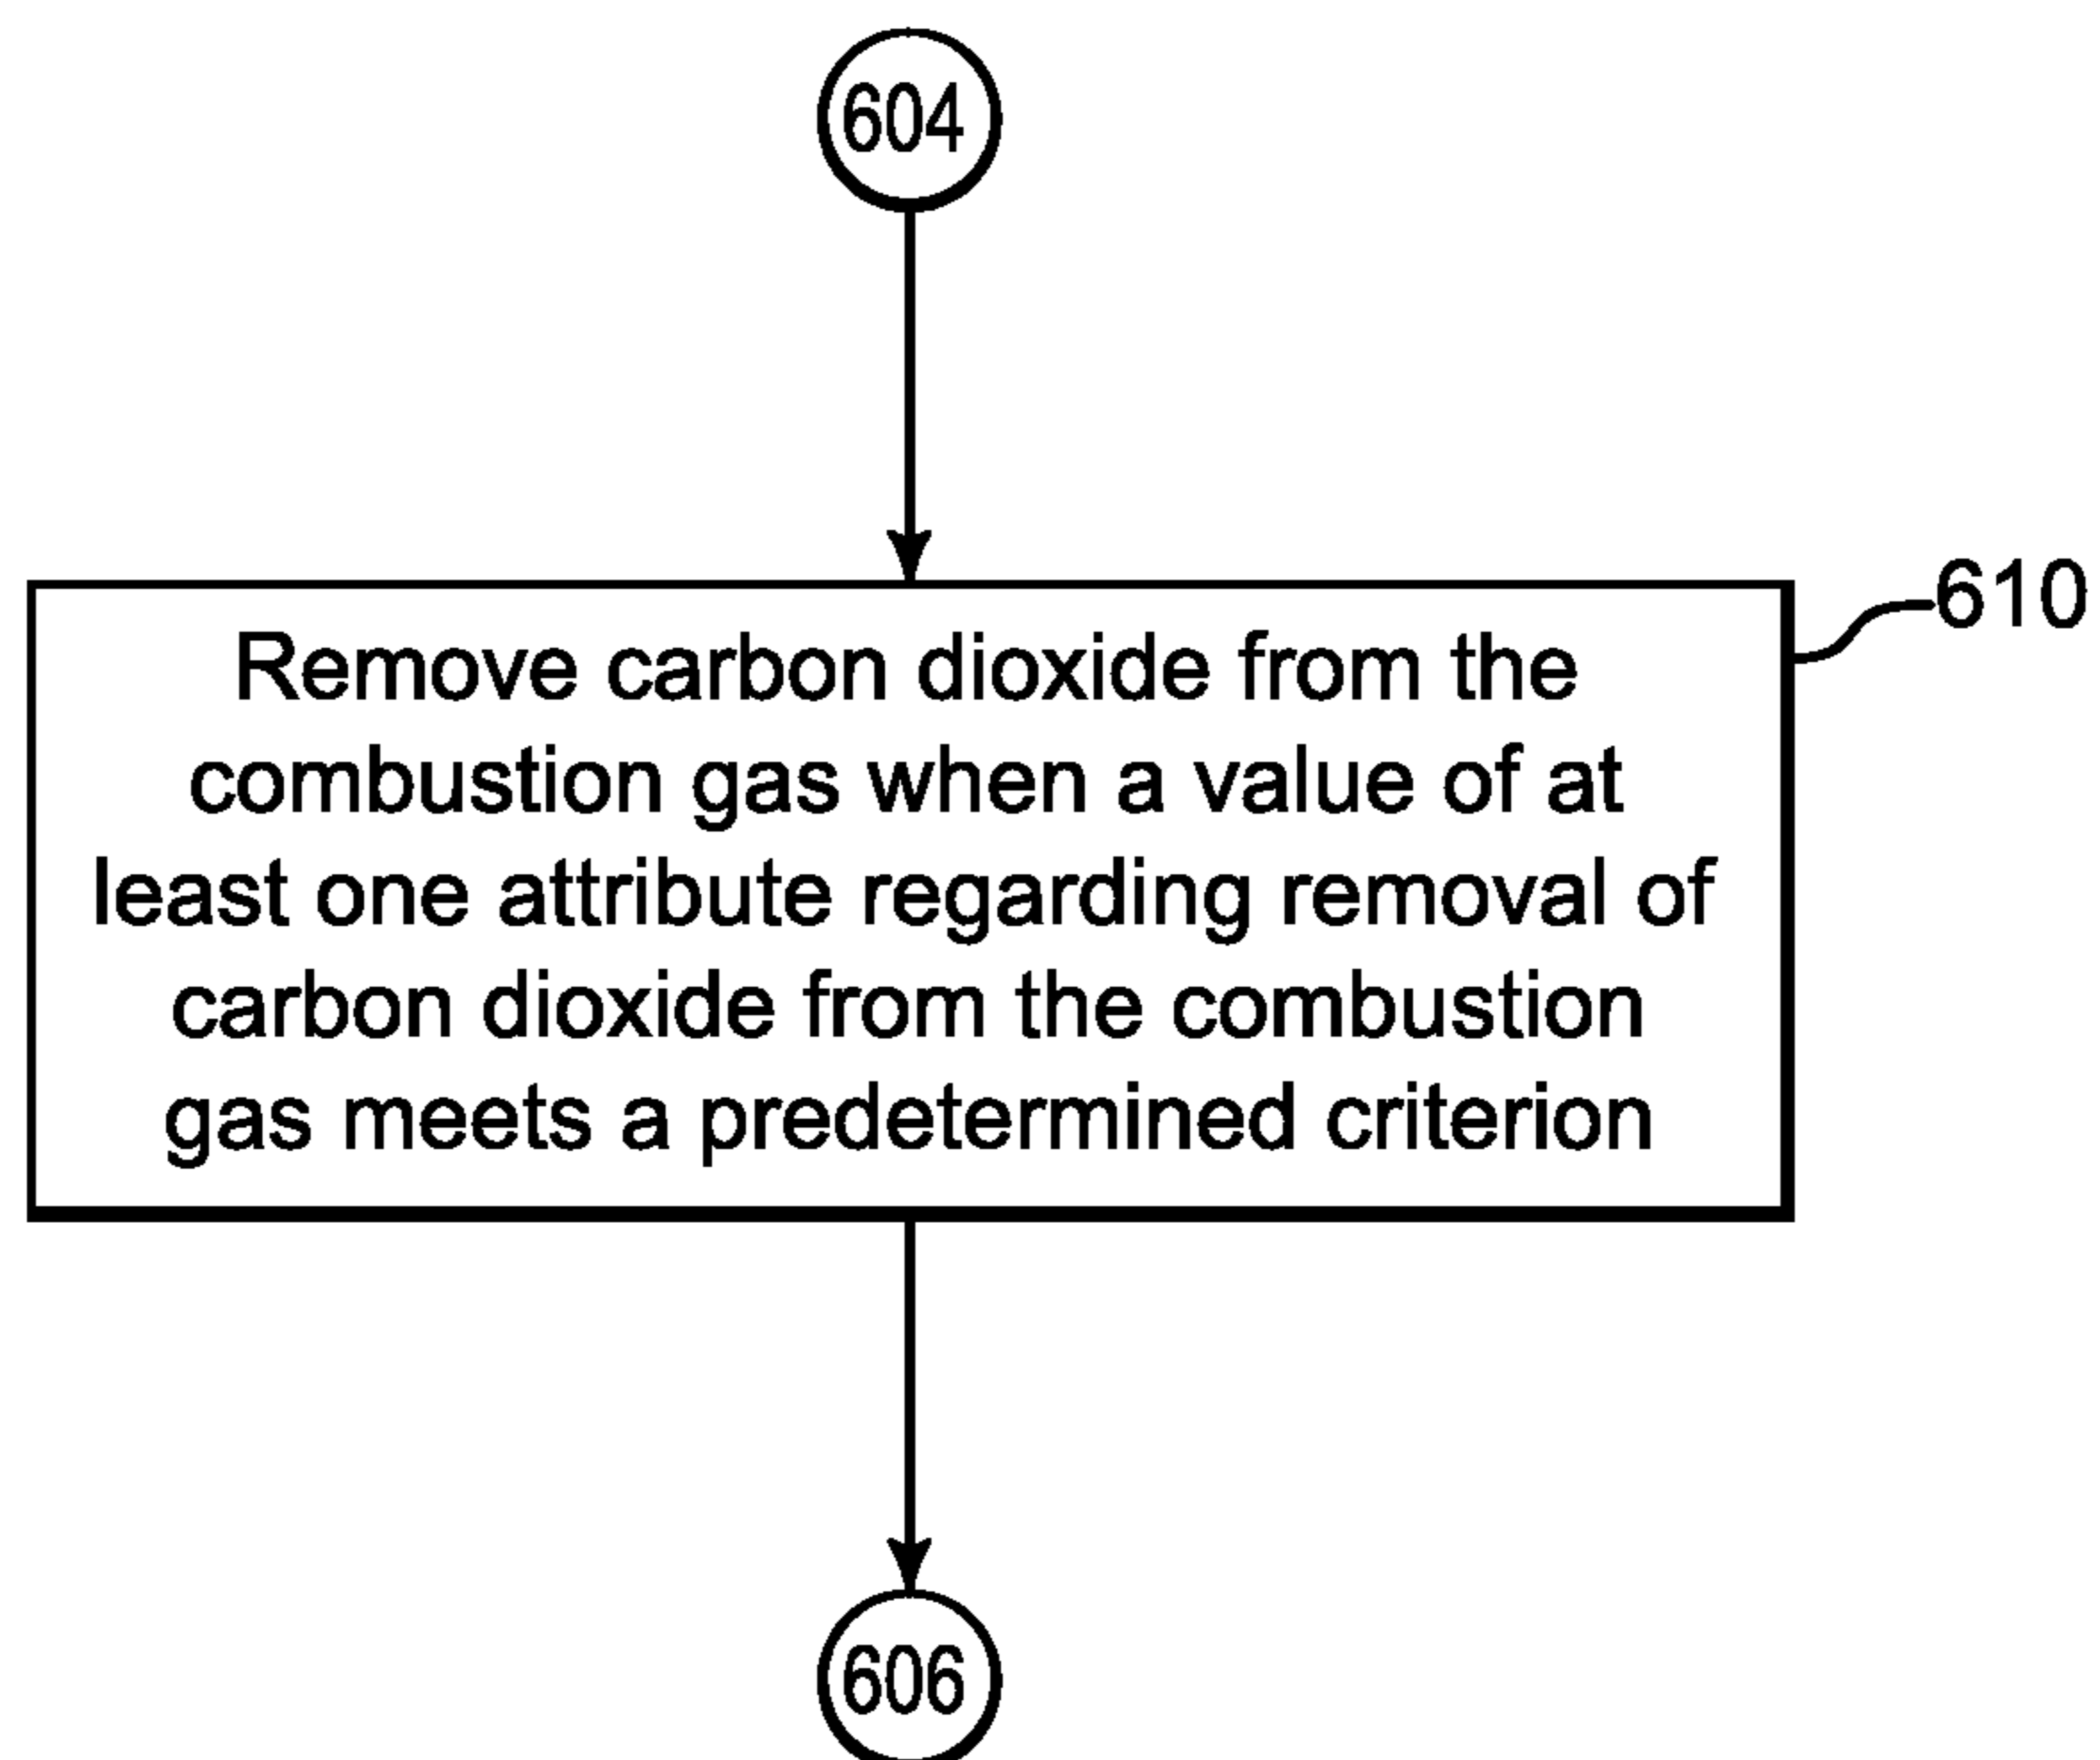 604
610
Remove carbon dioxide from the
combustion gas when a value of at
least one attribute regarding removal of
carbon dioxide from the combustion
gas meets a predetermined criterion
606